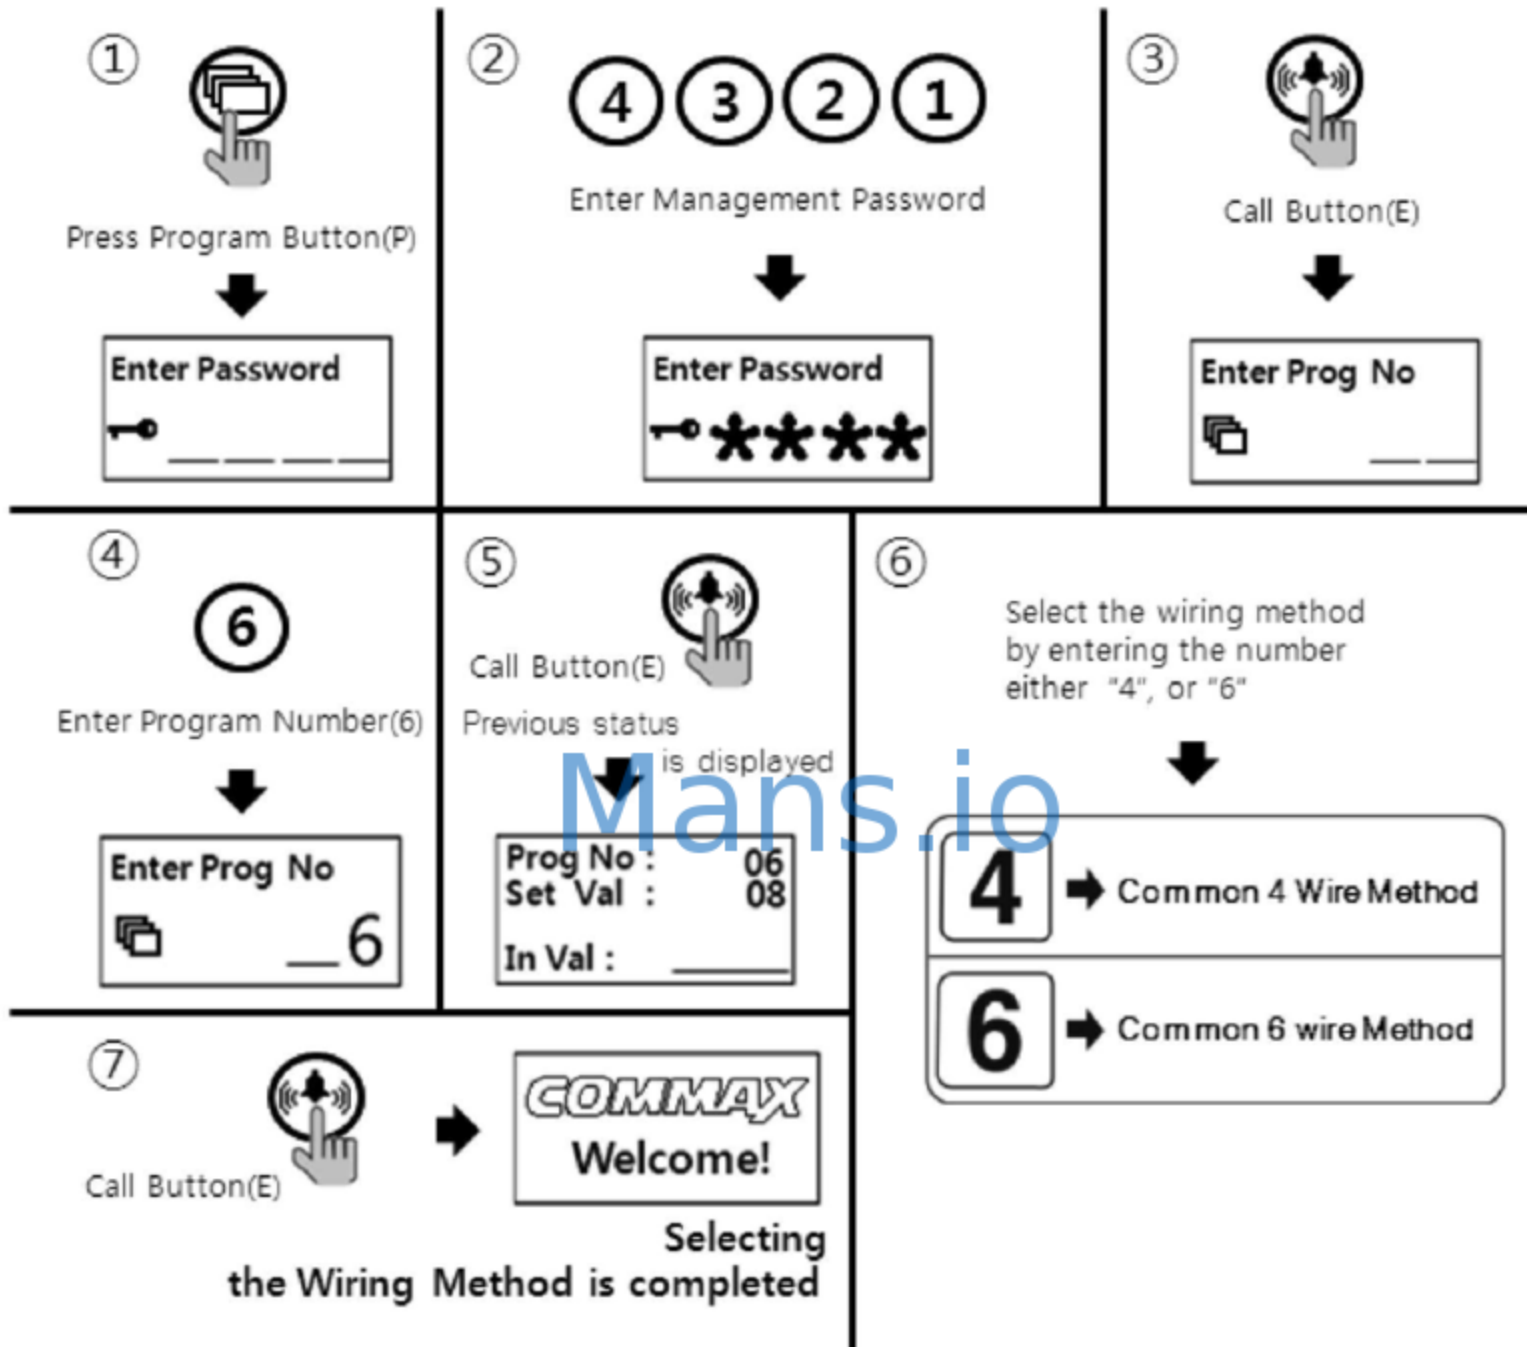 ①
Press Program Button(P)
Enter Password
②
4 3 2 1
Enter Management Password
Enter Password
③
Call Button(E)
Enter Prog No
④
6
Enter Program Number(6)
Enter Prog No
_6
⑤
Call Button(E)
Previous status
is displayed
Prog No : 06
Set Val : 08
In Val :
⑥
Select the wiring method
by entering the number
either "4", or "6"
4 Common 4 Wire Method
6 Common 6 wire Method
⑦
Call Button(E)
COMMAX
Welcome!
Selecting
the Wiring Method is completed
Mans.io